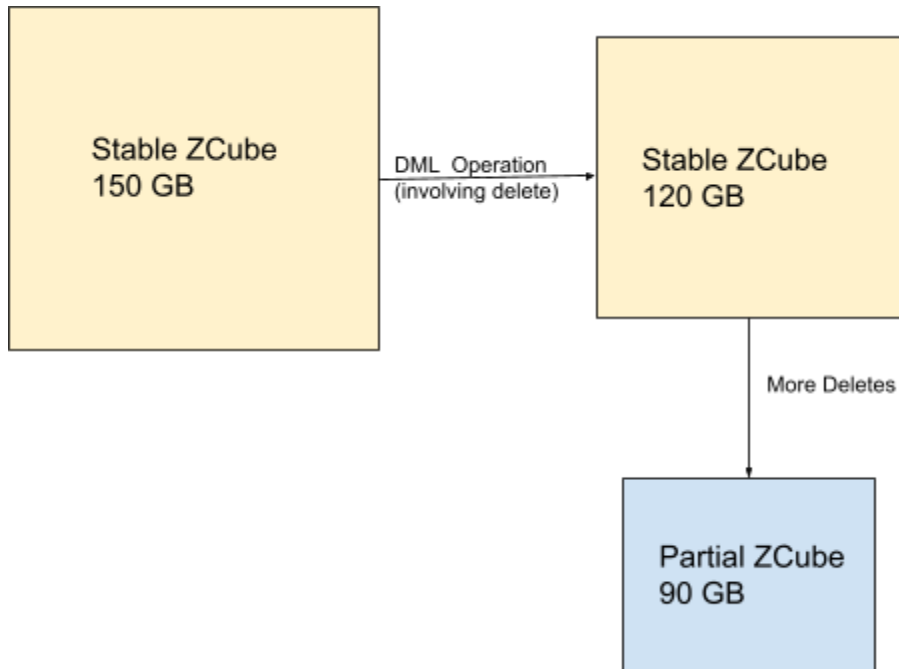 Stable ZCube
150 GB
DML Operation
(involving delete)
Stable ZCube
120 GB
More Deletes
Partial ZCube
90 GB